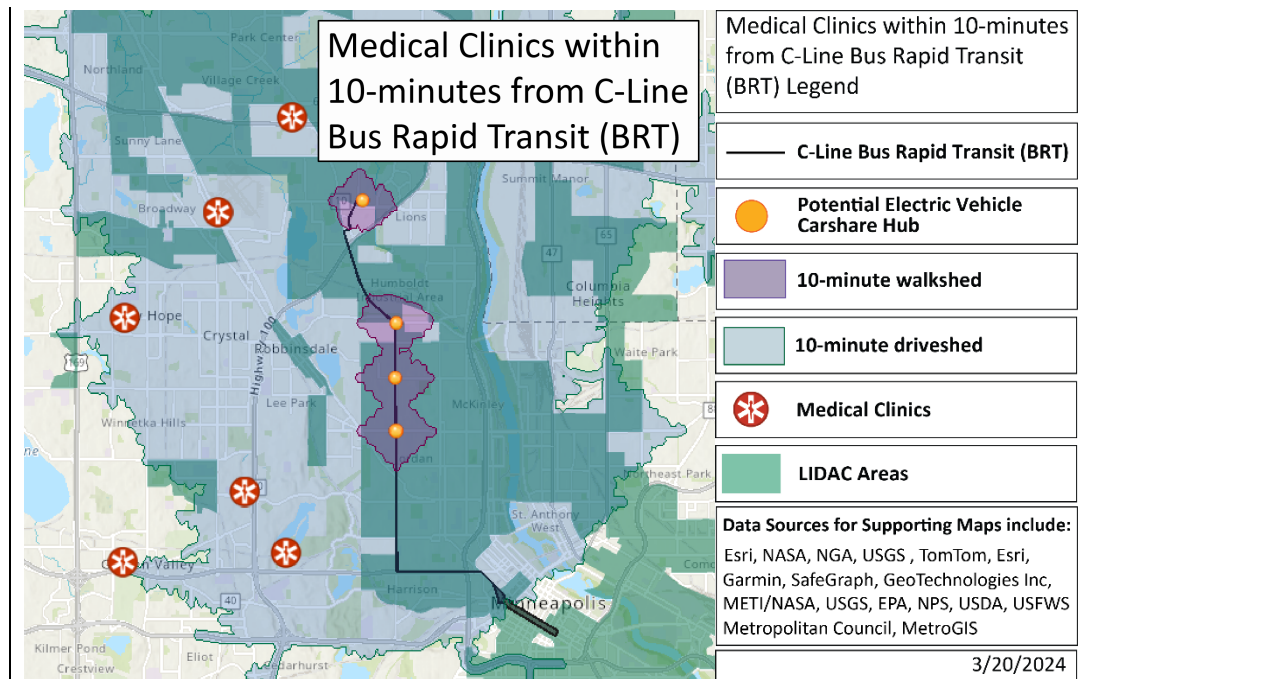 Medical Clinics within
10-minutes from C-Line
Bus Rapid Transit (BRT)
Park Center
Northland
Village Creek
Sunny Lane
Summit Manor
Broadway
Lions
65
47
Humboldt
Industrial Area
Columbia
Heights
Hope
Crystal
Highway 100
Robbinsdale
Waite Park
169
Lee Park
McKinley
Winnetka Hills
Northeast Park
St. Anthony
West
Valley
Harrison
40
Minneapolis
Kilmer Pond
Crestview
Eliot
Cedarhurst
Medical Clinics within 10-minutes
from C-Line Bus Rapid Transit
(BRT) Legend
C-Line Bus Rapid Transit (BRT)
Potential Electric Vehicle
Carshare Hub
10-minute walkshed
10-minute driveshed
Medical Clinics
LIDAC Areas
Data Sources for Supporting Maps include:
Esri, NASA, NGA, USGS , TomTom, Esri,
Garmin, SafeGraph, GeoTechnologies Inc,
METI/NASA, USGS, EPA, NPS, USDA, USFWS
Metropolitan Council, MetroGIS
3/20/2024